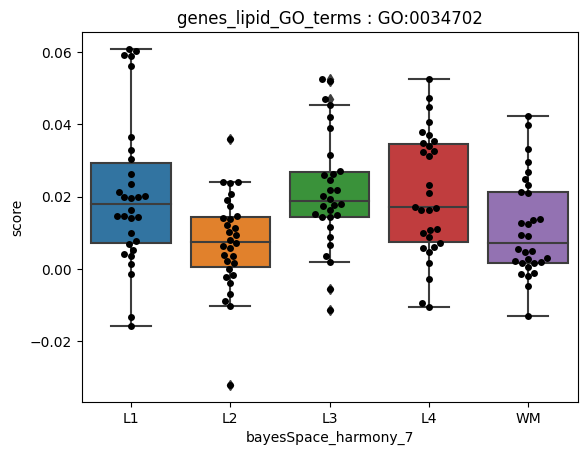 genes_lipid_GO_terms : GO:0034702
0.06
0.04
0.02
0.00
−0.02
score
L1 L2 L3 L4 WM
bayesSpace_harmony_7